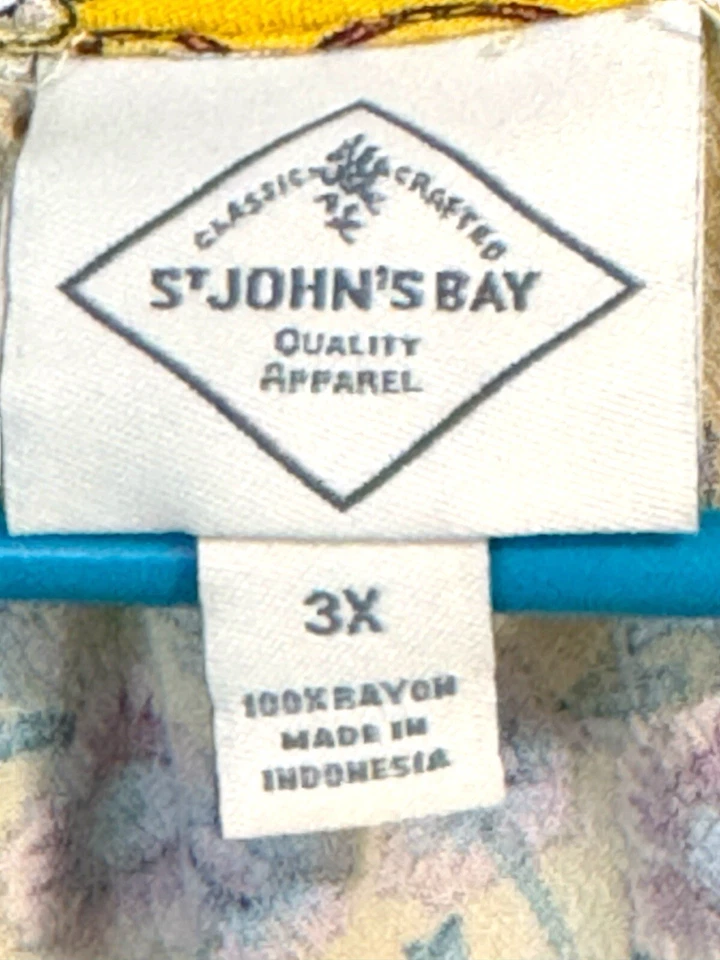 CLASSIC CRAFTED
ST JOHN'S BAY
QUALITY
APPAREL
3X
100% RAYON
MADE IN
INDONESIA